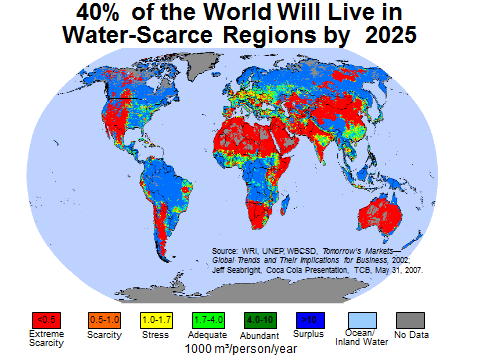 40% of the World Will Live in
Water-Scarce Regions by 2025
Source: WRI, UNEP, WBCSD, Tomorrow's Markets—
Global Trends and Their Implications for Business, 2002;
Jeff Seabright, Coca Cola Presentation, TCB, May 31, 2007.
<0.5 0.5-1.0 1.0-1.7 1.7-4.0 4.0-10 >10
Extreme Scarcity Scarcity Stress Adequate Abundant Surplus Ocean/ Inland Water No Data
1000 m³/person/year